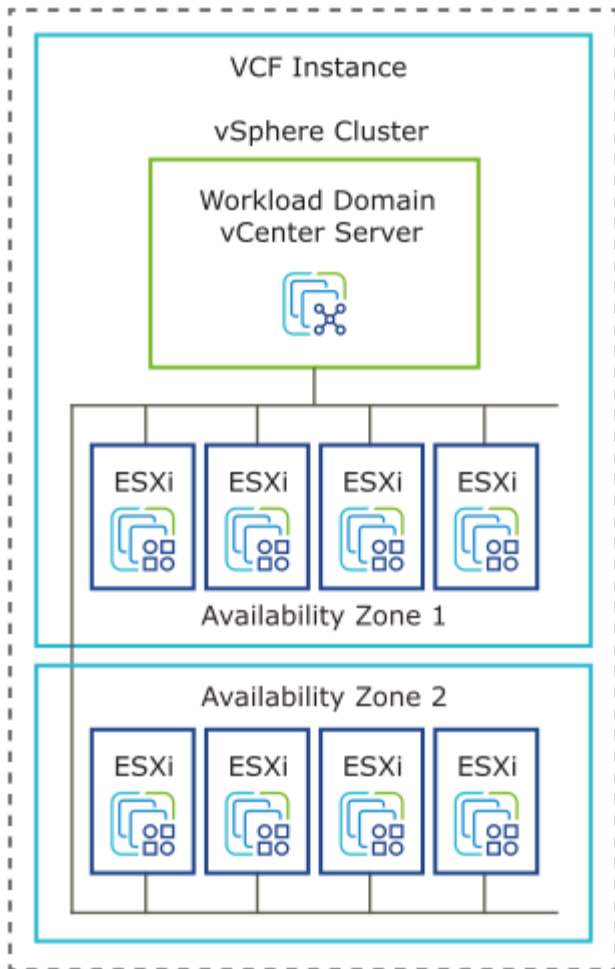 VCF Instance
vSphere Cluster
Workload Domain
vCenter Server
ESXi ESXi ESXi ESXi
Availability Zone 1
Availability Zone 2
ESXi ESXi ESXi ESXi